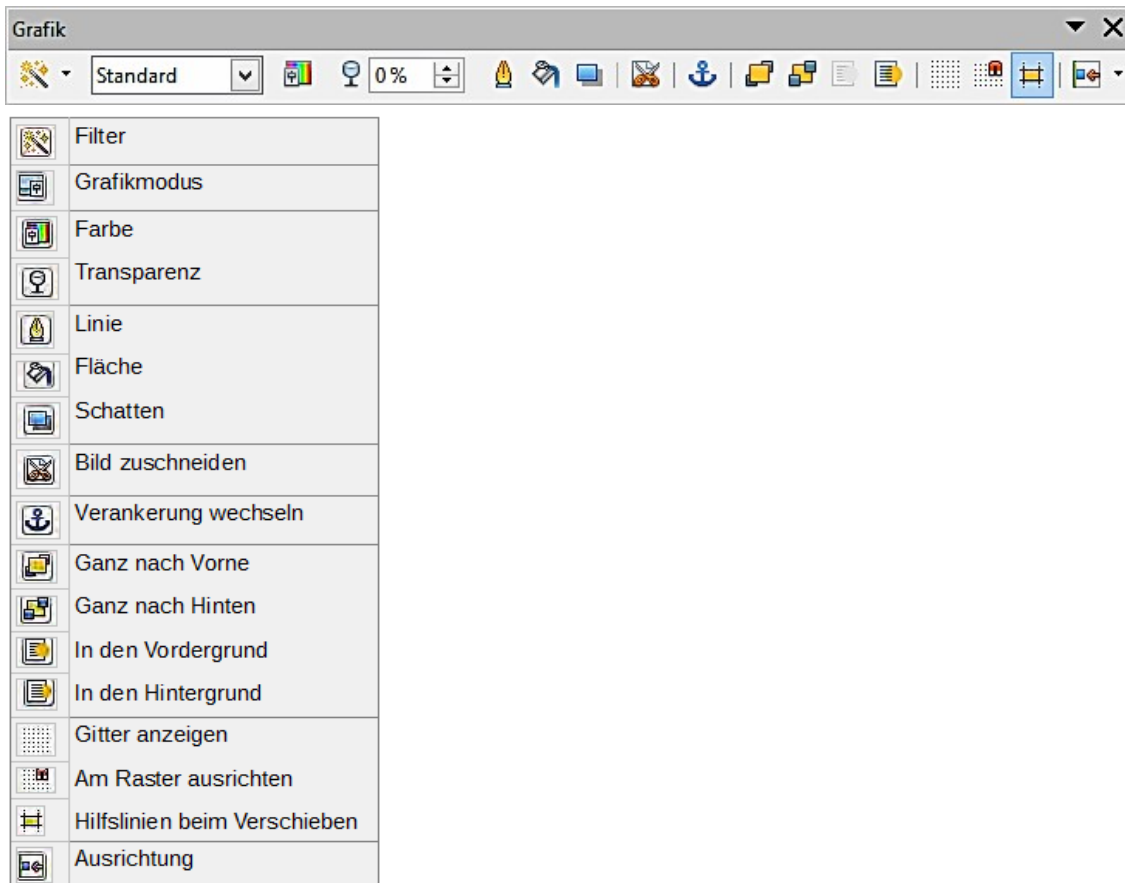 Grafik
Standard 0%
Filter
Grafikmodus
Farbe
Transparenz
Linie
Fläche
Schatten
Bild zuschneiden
Verankerung wechseln
Ganz nach Vorne
Ganz nach Hinten
In den Vordergrund
In den Hintergrund
Gitter anzeigen
Am Raster ausrichten
Hilfslinien beim Verschieben
Ausrichtung